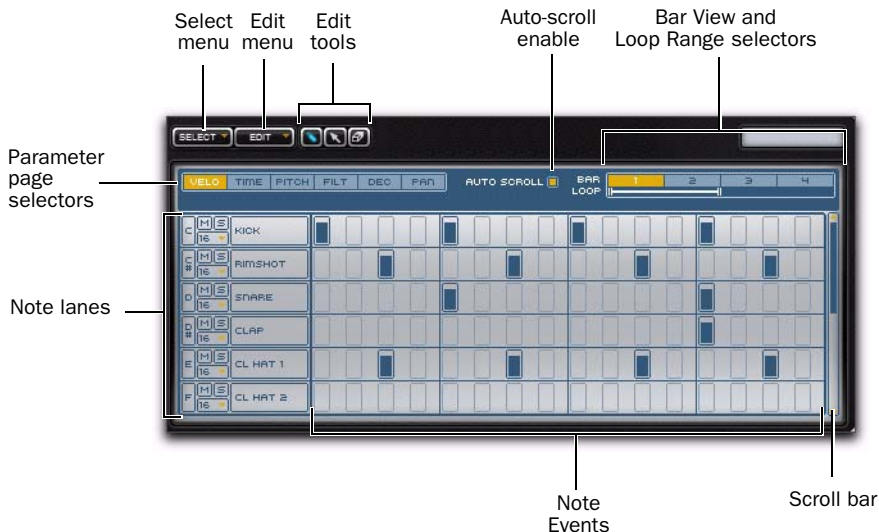 Select menu
Edit menu
Edit tools
Auto-scroll enable
Bar View and Loop Range selectors
SELECT
EDIT
Parameter page selectors
VELO TIME PITCH FILT DEC PAN
AUTO SCROLL
BAR 1 2 3 4
LOOP
Note lanes
C M S 16 KICK
C# M S 16 RIMSHOT
D M S 16 SNARE
D# M S 16 CLAP
E M S 16 CL HAT 1
F M S 16 CL HAT 2
Note Events
Scroll bar